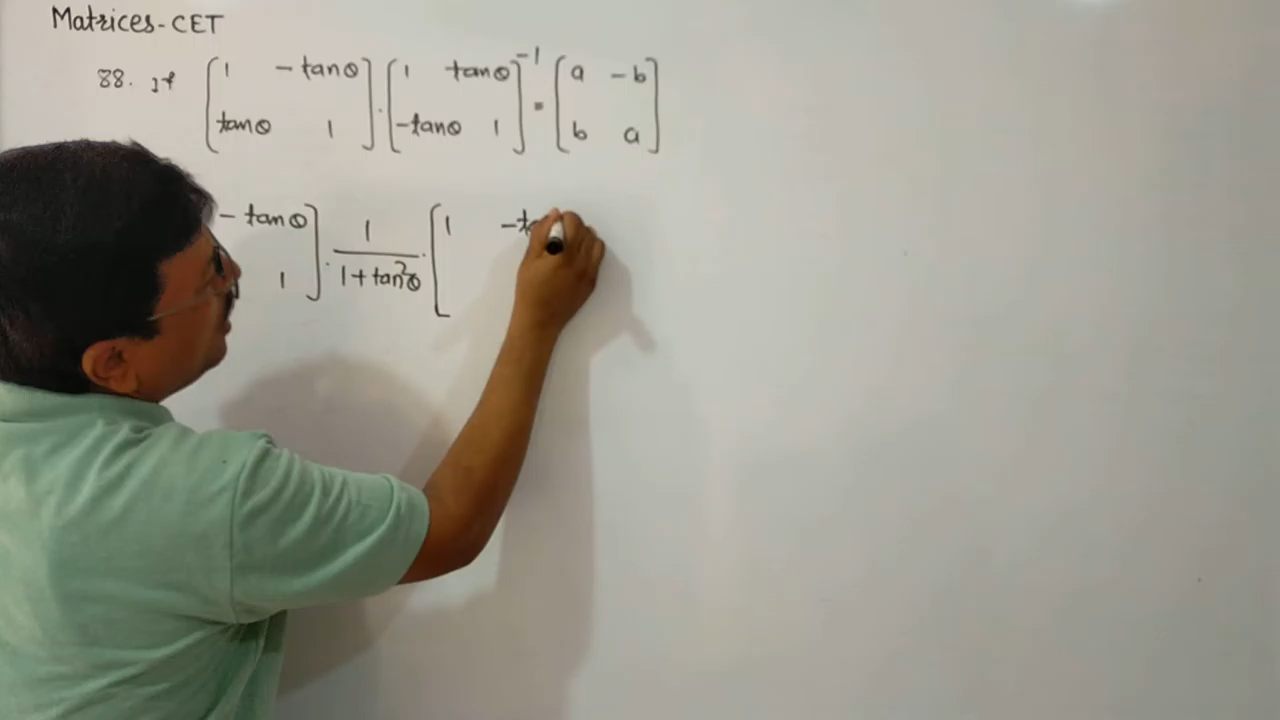 Matrices-CET
88. If [1 -tanθ] . [1 tanθ]⁻¹ = [a -b]
[tanθ 1] [-tanθ 1] [b a]
-tanθ] . 1 . [1
1] 1+tan²θ